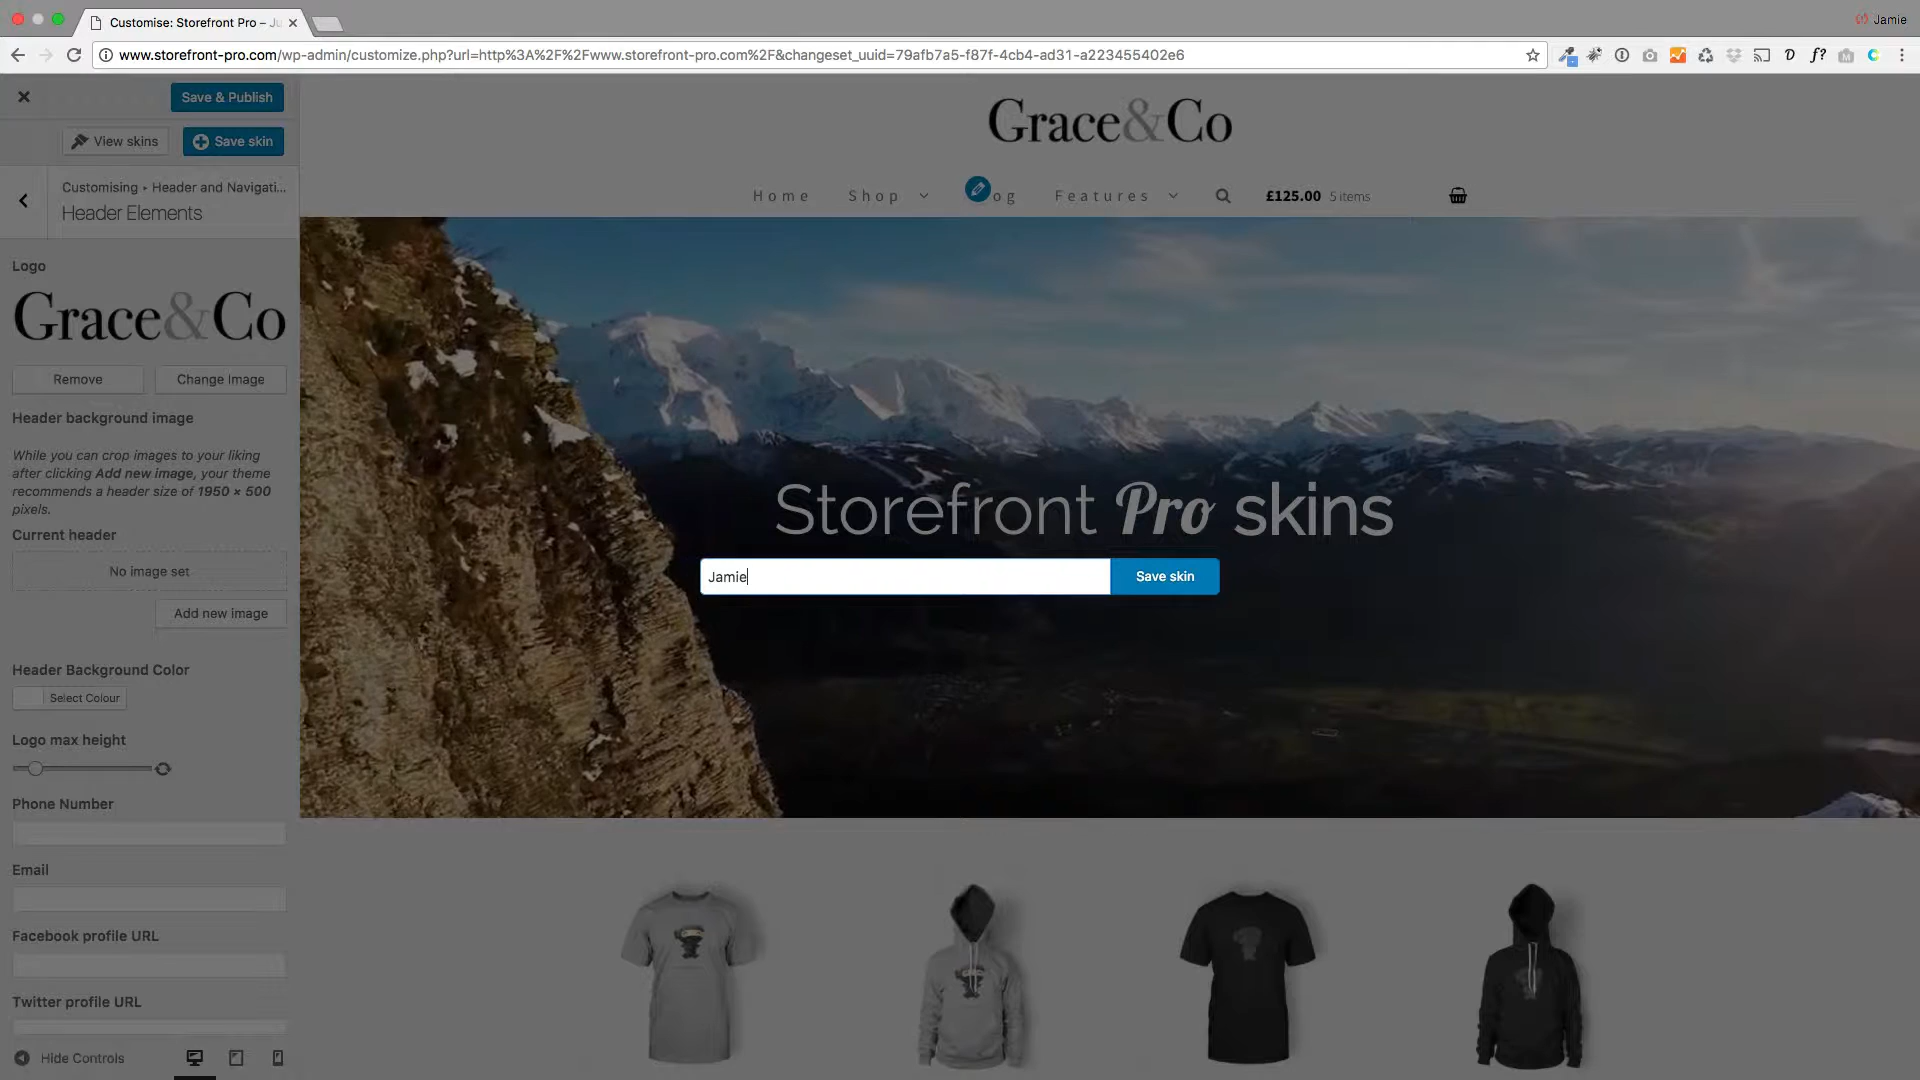 Customise: Storefront Pro – Ju
Jamie
www.storefront-pro.com/wp-admin/customize.php?url=http%3A%2F%2Fwww.storefront-pro.com%2F&changeset_uuid=79afb7a5-f87f-4cb4-ad31-a223455402e6
Save & Publish
View skins
Save skin
Customising ▸ Header and Navigati...
Header Elements
Logo
Grace&Co
Remove
Change Image
Header background image
While you can crop images to your liking
after clicking Add new image, your theme
recommends a header size of 1950 × 500
pixels.
Current header
No image set
Add new image
Header Background Color
Select Colour
Logo max height
Phone Number
Email
Facebook profile URL
Twitter profile URL
Hide Controls
Grace&Co
Home
Shop
og
Features
£125.00 5 items
Storefront Pro skins
Jamie
Save skin